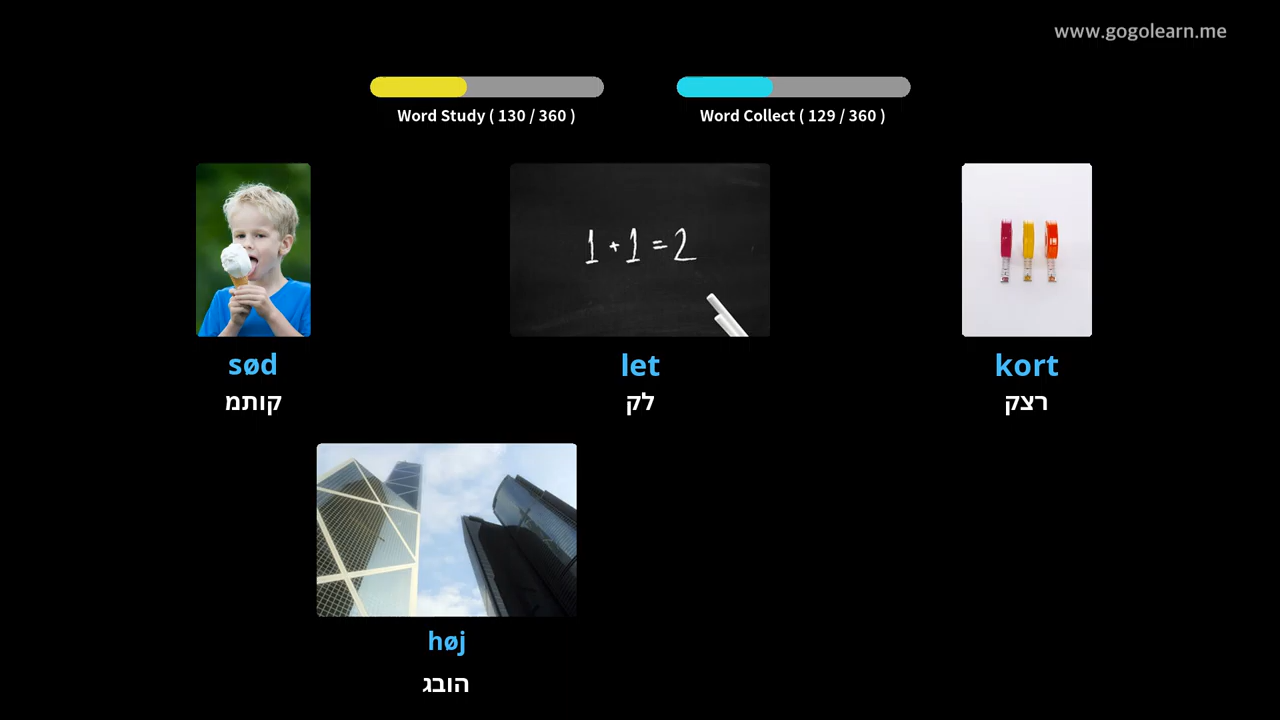 www.gogolearn.me
Word Study ( 130 / 360 )
Word Collect ( 129 / 360 )
sød
קותמ
let
לק
kort
רצק
høj
הובג
1 + 1 = 2